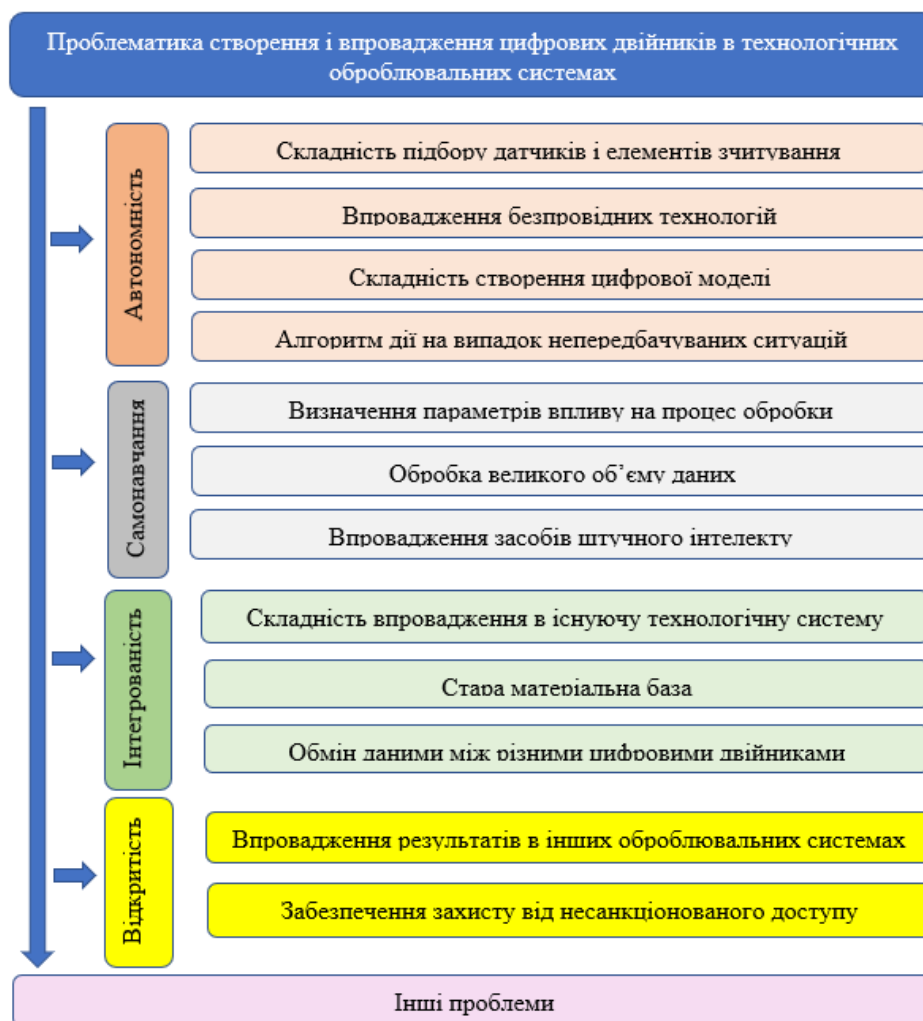 Проблематика створення і впровадження цифрових двійників в технологічних
оброблювальних системах
Автономність
Складність підбору датчиків і елементів зчитування
Впровадження безпровідних технологій
Складність створення цифрової моделі
Алгоритм дії на випадок непередбачуваних ситуацій
Самонавчання
Визначення параметрів впливу на процес обробки
Обробка великого об’єму даних
Впровадження засобів штучного інтелекту
Інтегрованість
Складність впровадження в існуючу технологічну систему
Стара матеріальна база
Обмін даними між різними цифровими двійниками
Відкритість
Впровадження результатів в інших оброблювальних системах
Забезпечення захисту від несанкціонованого доступу
Інші проблеми